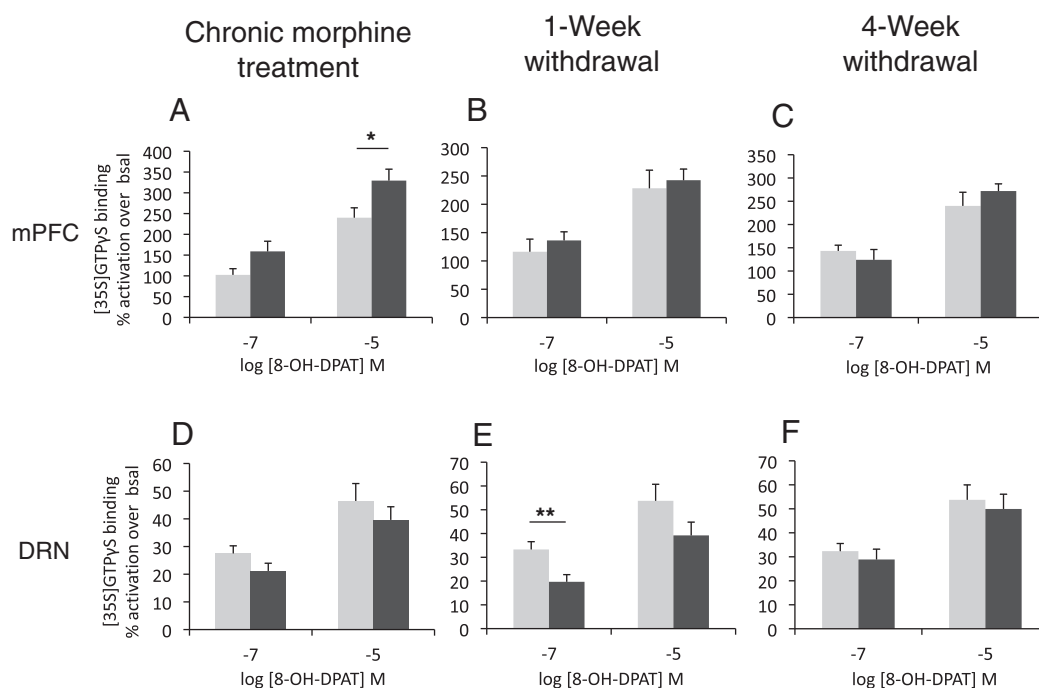 Chronic morphine
treatment
1-Week
withdrawal
4-Week
withdrawal
mPFC
A
[35S]GTPγS binding
% activation over bsal
400
350
300
250
200
150
100
50
0
*
-7
-5
log [8-OH-DPAT] M
B
300
250
200
150
100
50
0
-7
-5
log [8-OH-DPAT] M
C
350
300
250
200
150
100
50
0
-7
-5
log [8-OH-DPAT] M
DRN
D
[35S]GTPγS binding
% activation over bsal
60
50
40
30
20
10
0
-7
-5
log [8-OH-DPAT] M
E
70
60
50
40
30
20
10
0
**
-7
-5
log [8-OH-DPAT] M
F
70
60
50
40
30
20
10
0
-7
-5
log [8-OH-DPAT] M